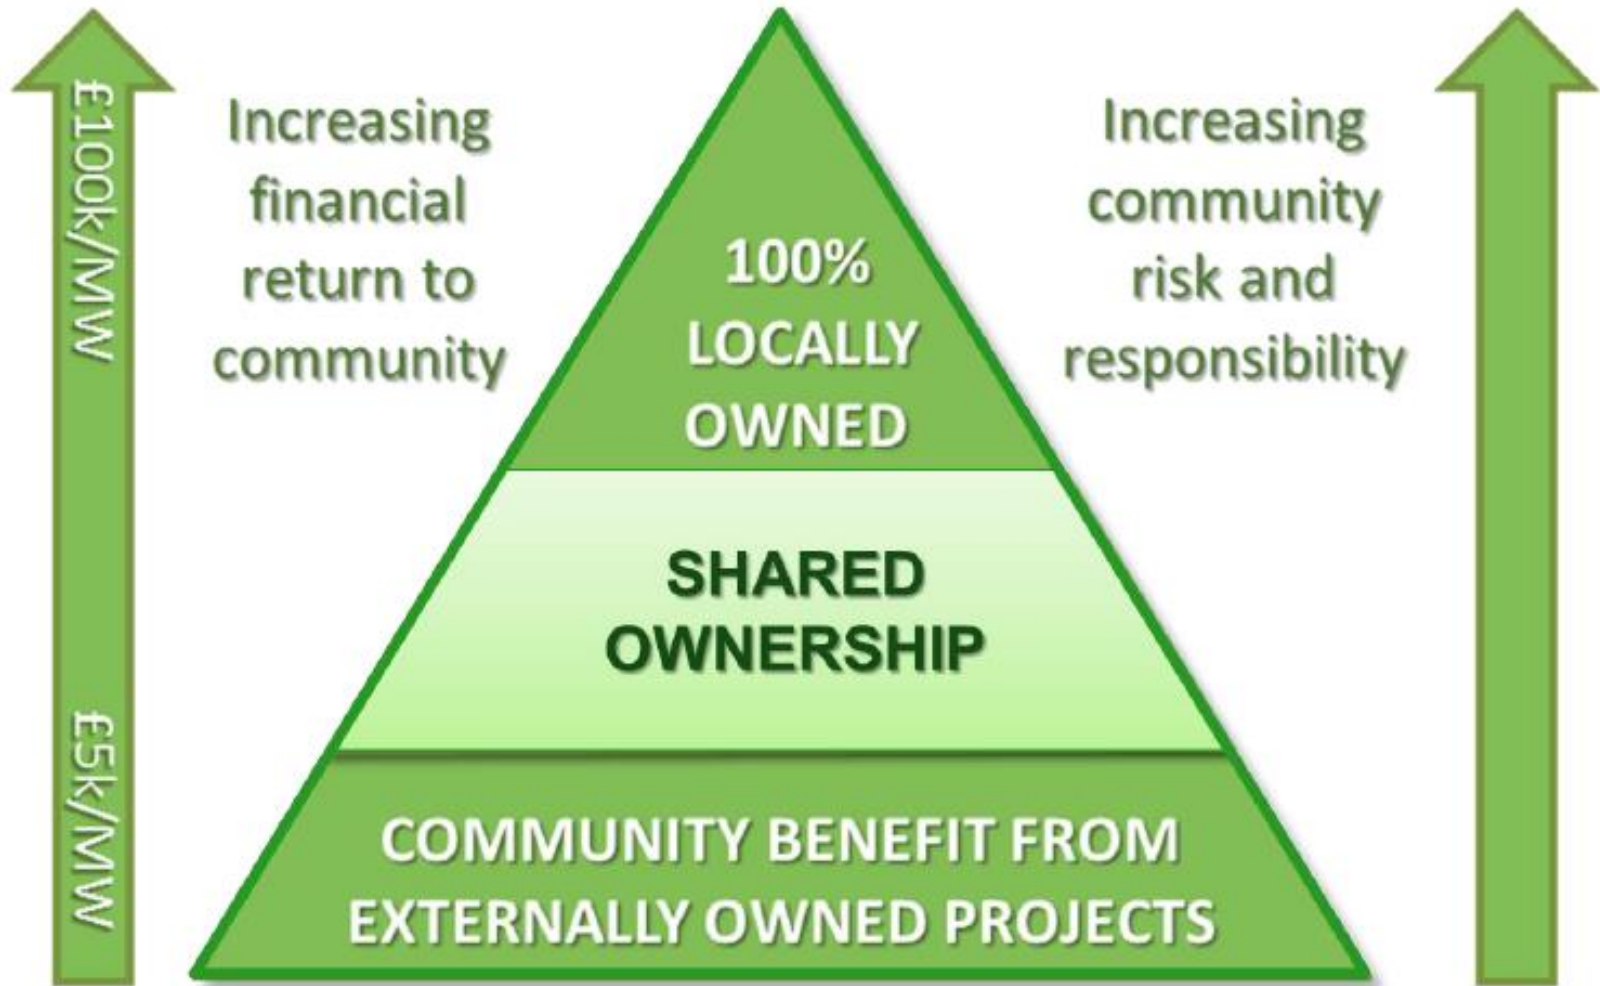 £100k/MW
£5k/MW
Increasing
financial
return to
community
100%
LOCALLY
OWNED
SHARED
OWNERSHIP
COMMUNITY BENEFIT FROM
EXTERNALLY OWNED PROJECTS
Increasing
community
risk and
responsibility